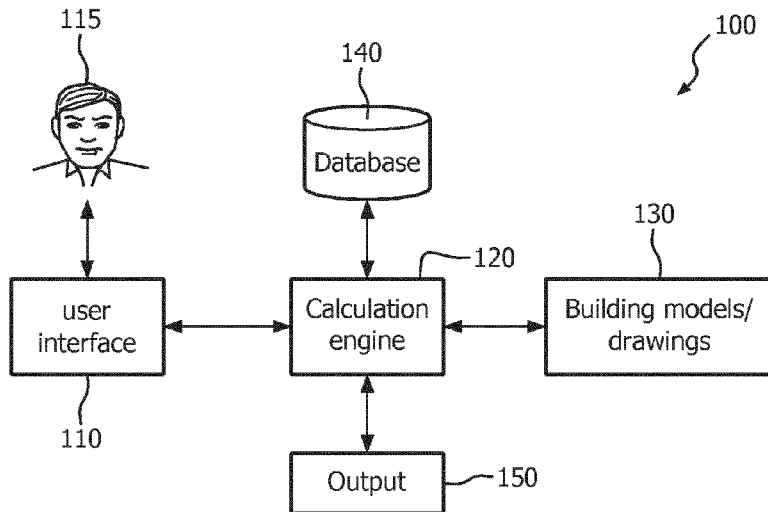 115
100
140
Database
120
130
user
interface
Calculation
engine
Building models/
drawings
110
Output
150